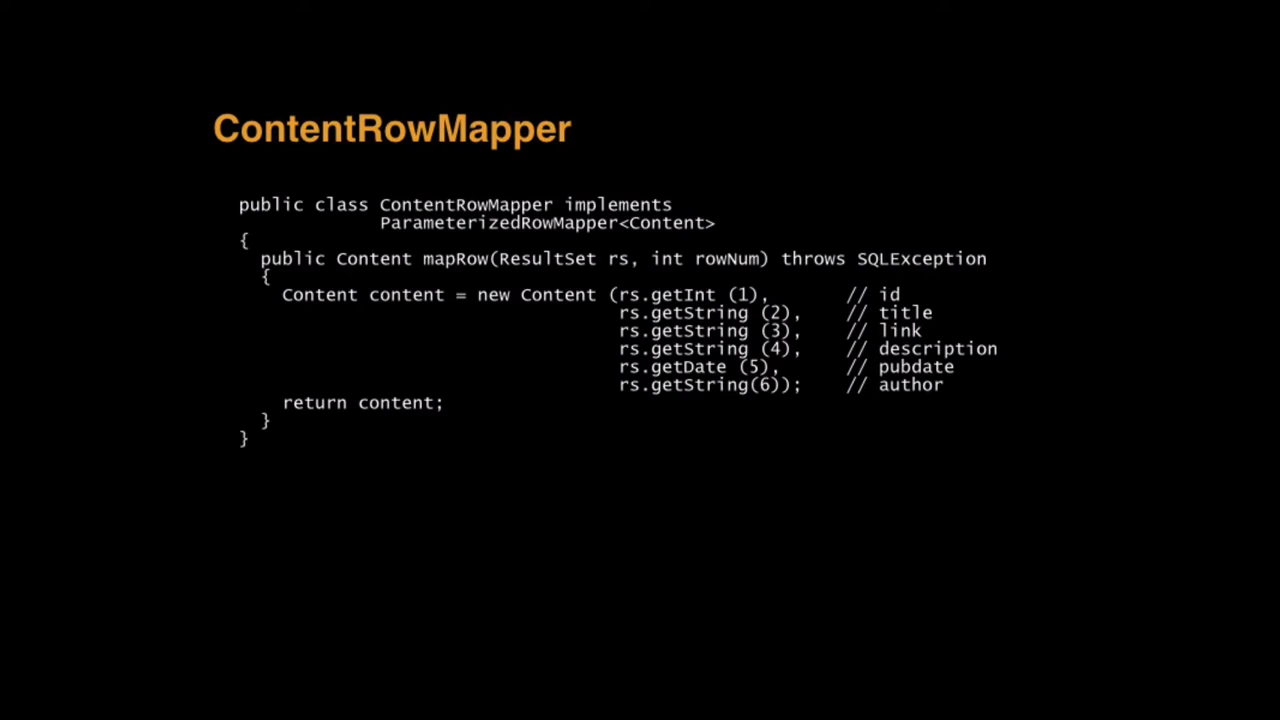 ContentRowMapper
public class ContentRowMapper implements
ParameterizedRowMapper<Content>
{
public Content mapRow(ResultSet rs, int rowNum) throws SQLException
{
Content content = new Content (rs.getInt (1), // id
rs.getString (2), // title
rs.getString (3), // link
rs.getString (4), // description
rs.getDate (5), // pubdate
rs.getString(6)); // author
return content;
}
}